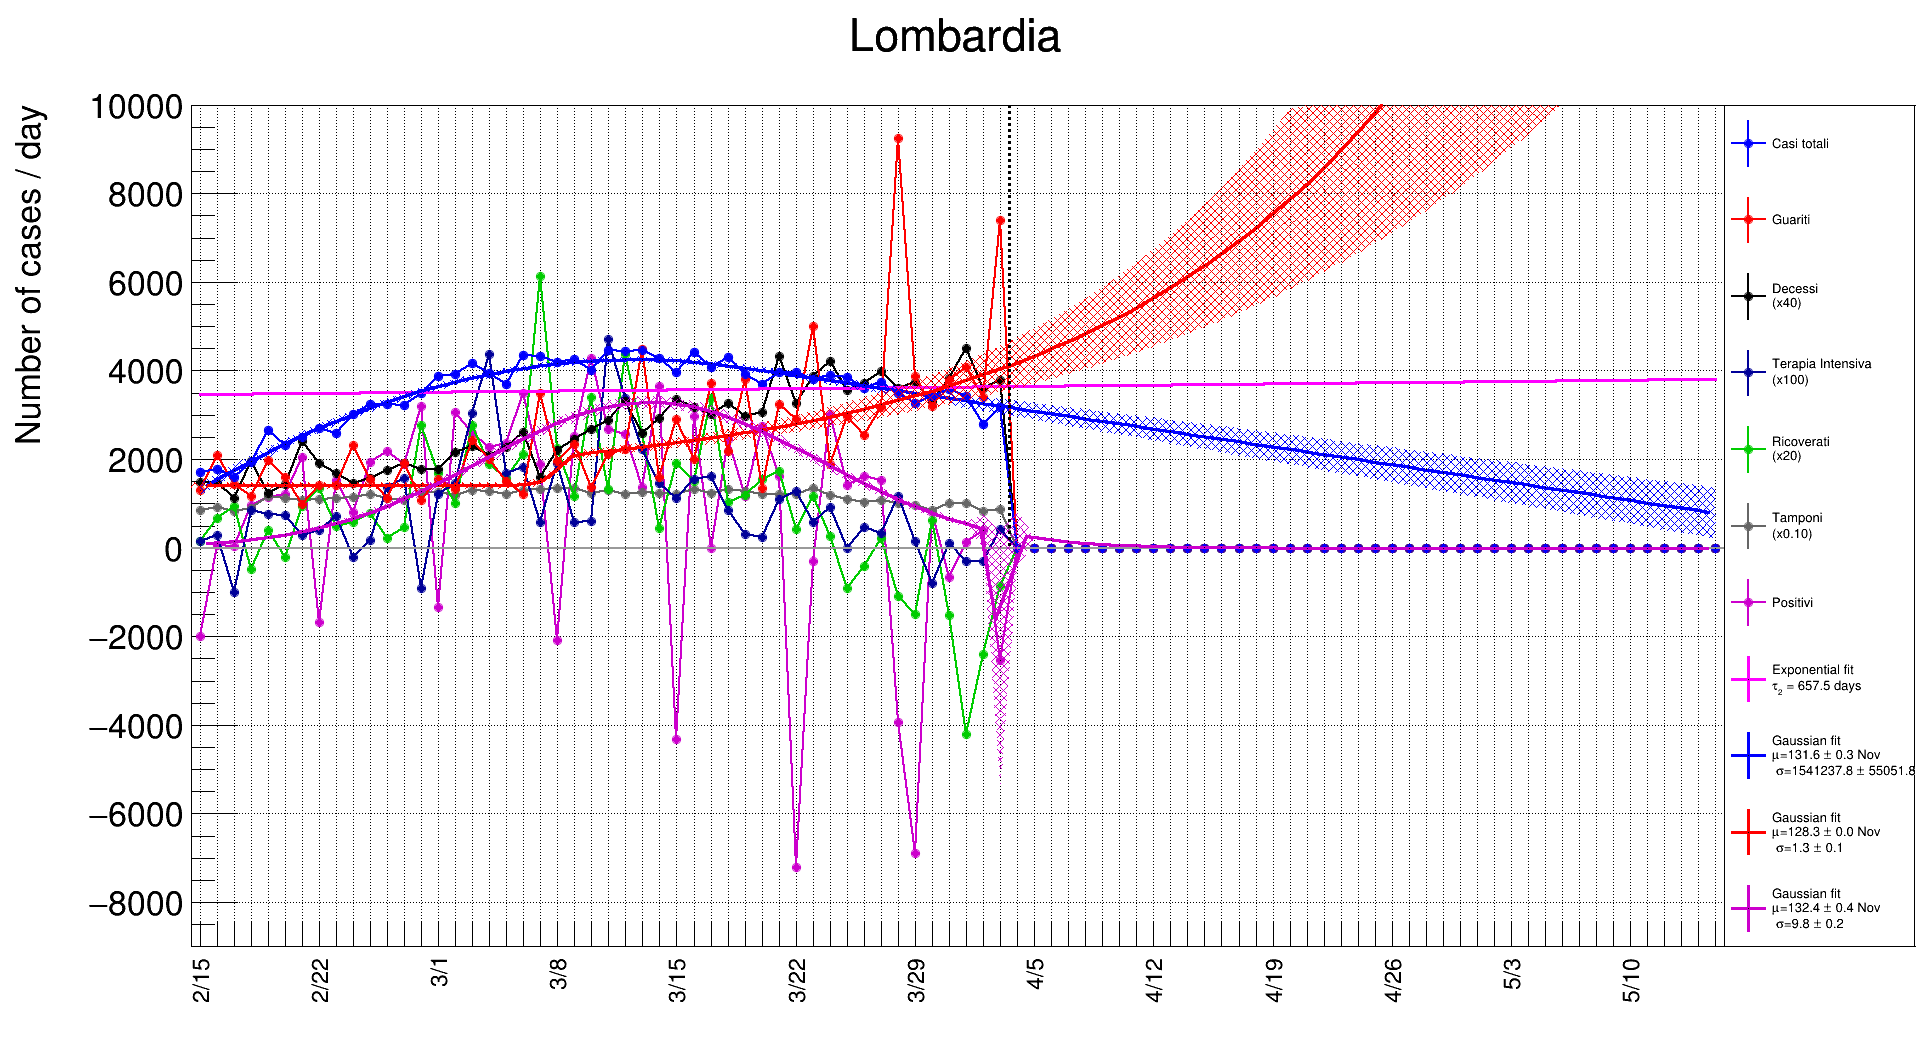 Lombardia
Number of cases / day
10000
8000
6000
4000
2000
0
−2000
−4000
−6000
−8000
2/15
2/22
3/1
3/8
3/15
3/22
3/29
4/5
4/12
4/19
4/26
5/3
5/10
Casi totali
Guariti
Decessi
(x40)
Terapia Intensiva
(x100)
Ricoverati
(x20)
Tamponi
(x0.10)
Positivi
Exponential fit
τ2 = 657.5 days
Gaussian fit
μ=131.6 ± 0.3 Nov
σ=1541237.8 ± 55051.8
Gaussian fit
μ=128.3 ± 0.0 Nov
σ=1.3 ± 0.1
Gaussian fit
μ=132.4 ± 0.4 Nov
σ=9.8 ± 0.2